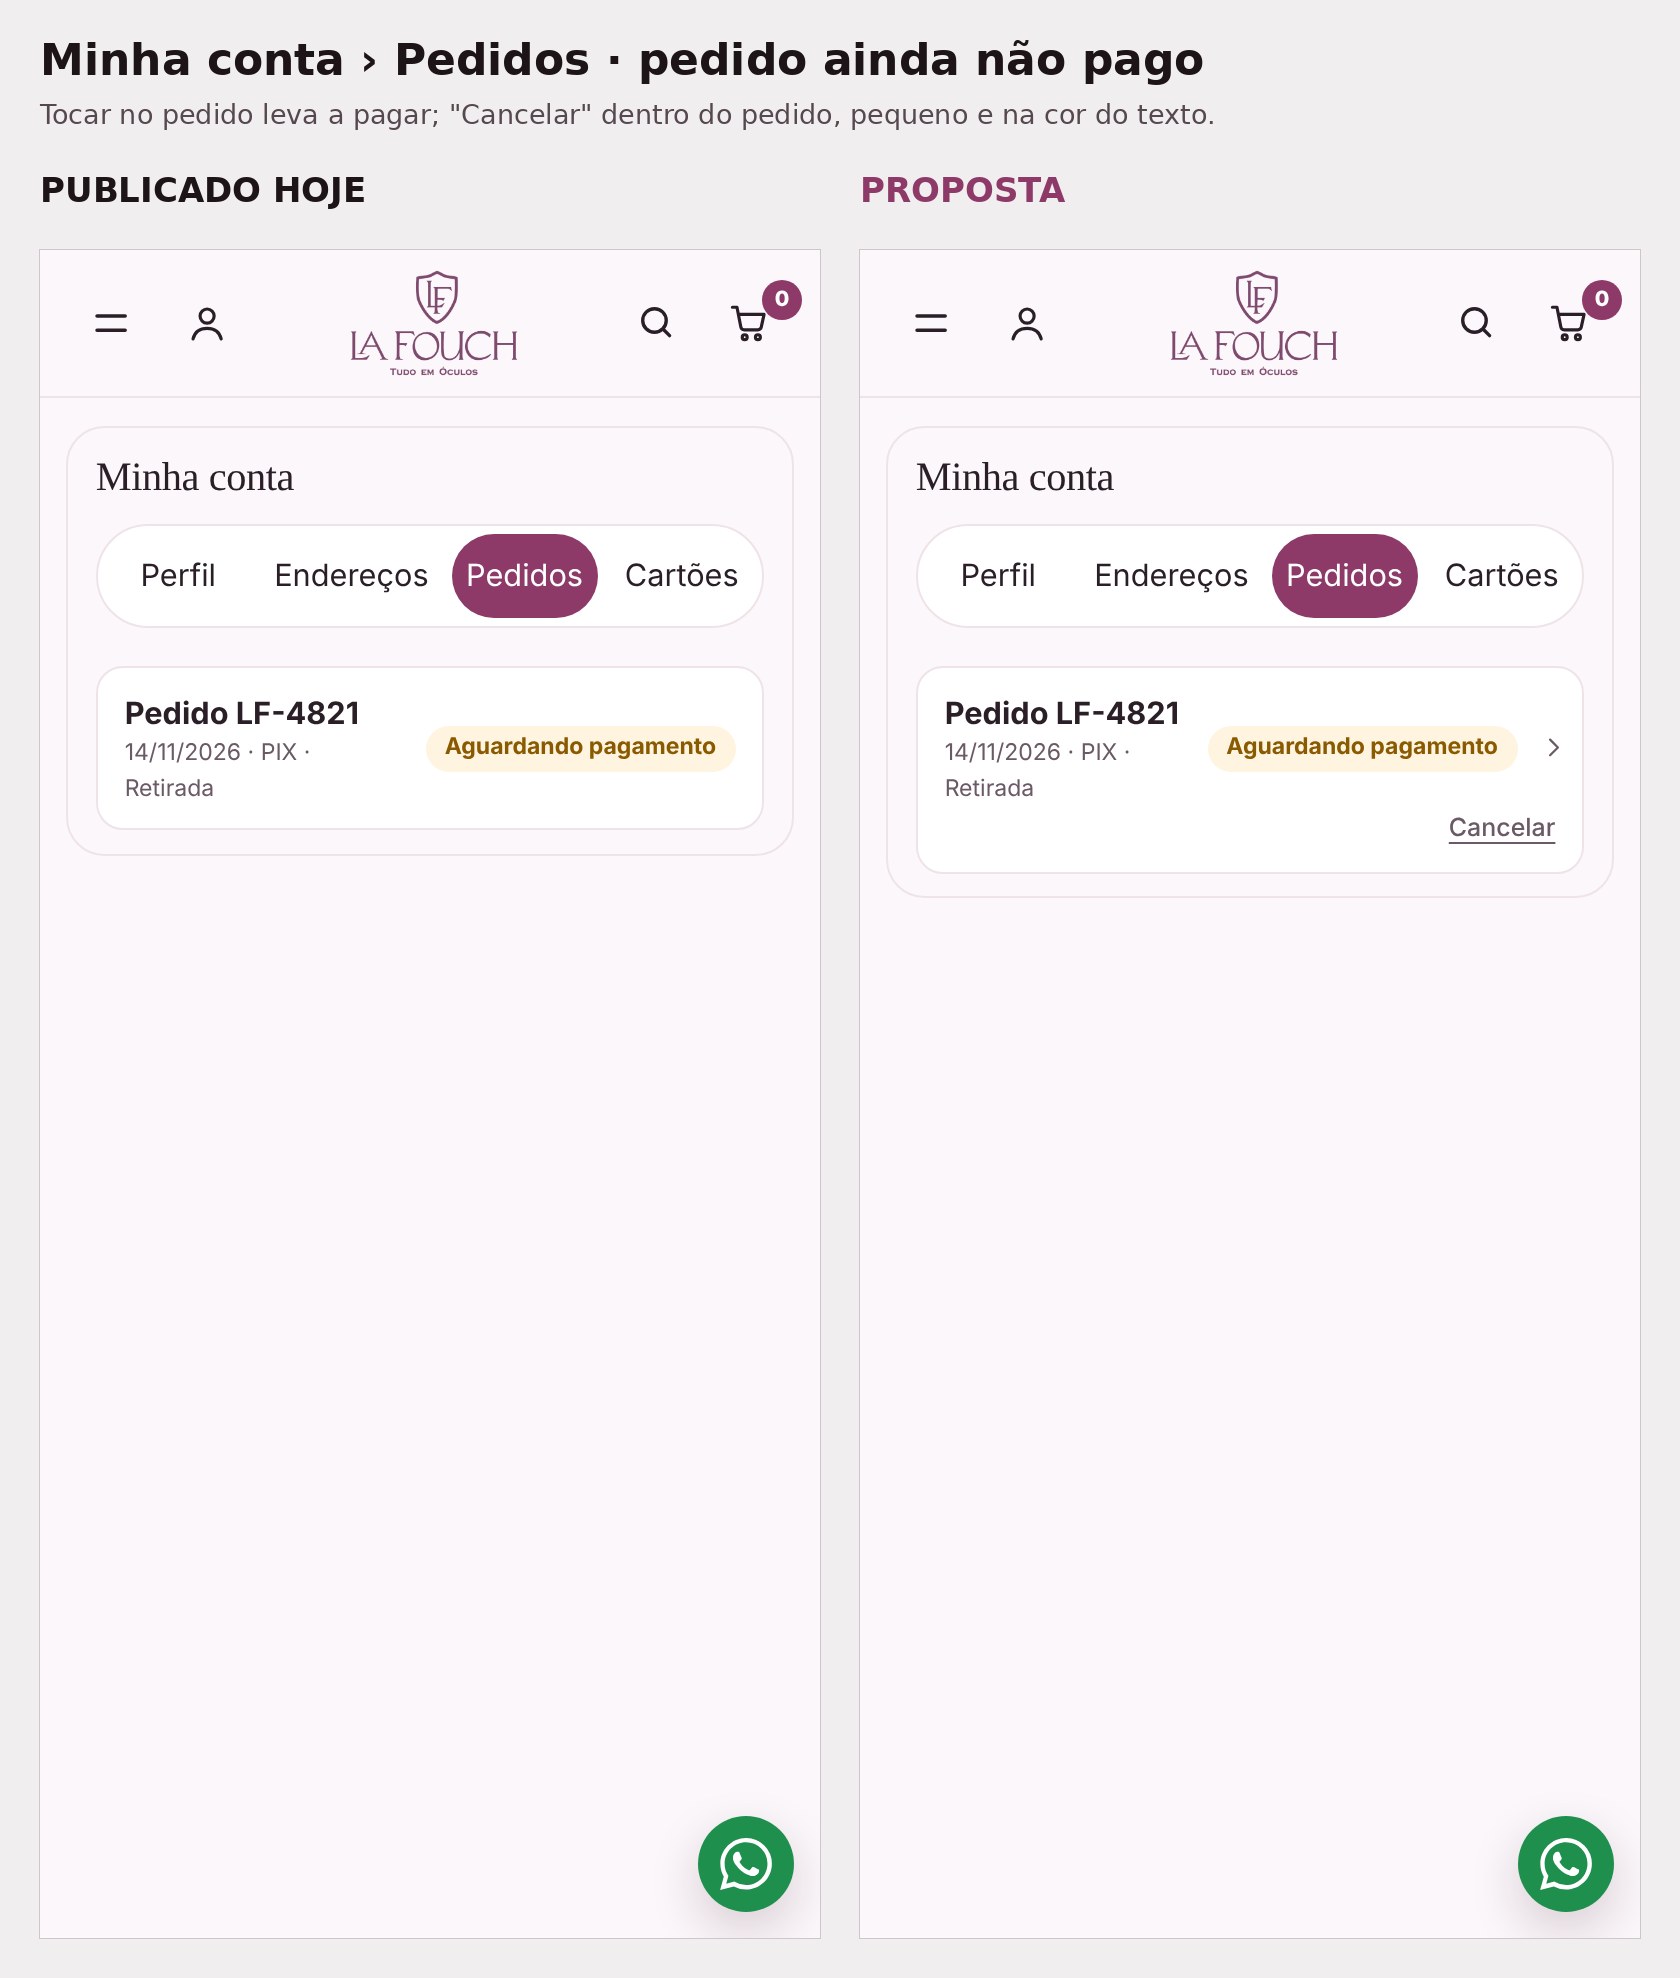 Minha conta › Pedidos · pedido ainda não pago
Tocar no pedido leva a pagar; "Cancelar" dentro do pedido, pequeno e na cor do texto.
PUBLICADO HOJE
LF
LA FOUCH
Tudo em Óculos
0
Minha conta
Perfil Endereços Pedidos Cartões
Pedido LF-4821
14/11/2026 · PIX ·
Retirada
Aguardando pagamento
PROPOSTA
LF
LA FOUCH
Tudo em Óculos
0
Minha conta
Perfil Endereços Pedidos Cartões
Pedido LF-4821
14/11/2026 · PIX ·
Retirada
Aguardando pagamento
Cancelar